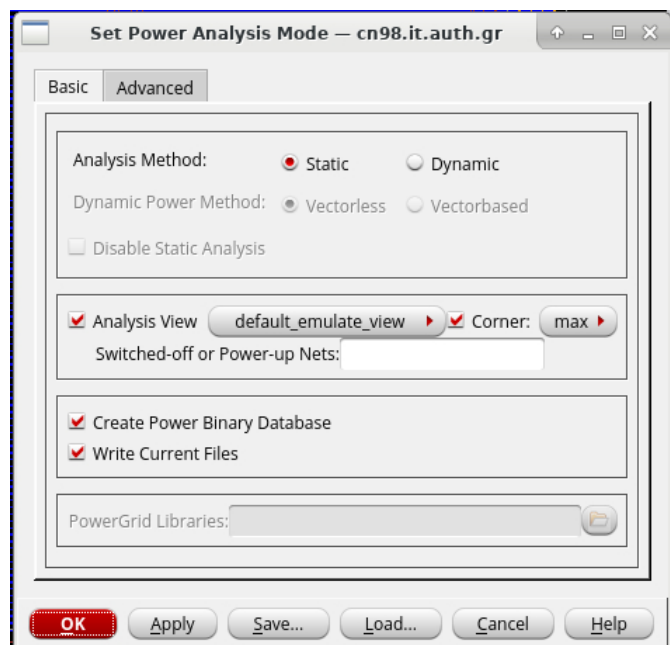 Set Power Analysis Mode — cn98.it.auth.gr
Basic Advanced
Analysis Method: Static Dynamic
Dynamic Power Method: Vectorless Vectorbased
Disable Static Analysis
Analysis View default_emulate_view Corner: max
Switched-off or Power-up Nets:
Create Power Binary Database
Write Current Files
PowerGrid Libraries:
OK Apply Save... Load... Cancel Help